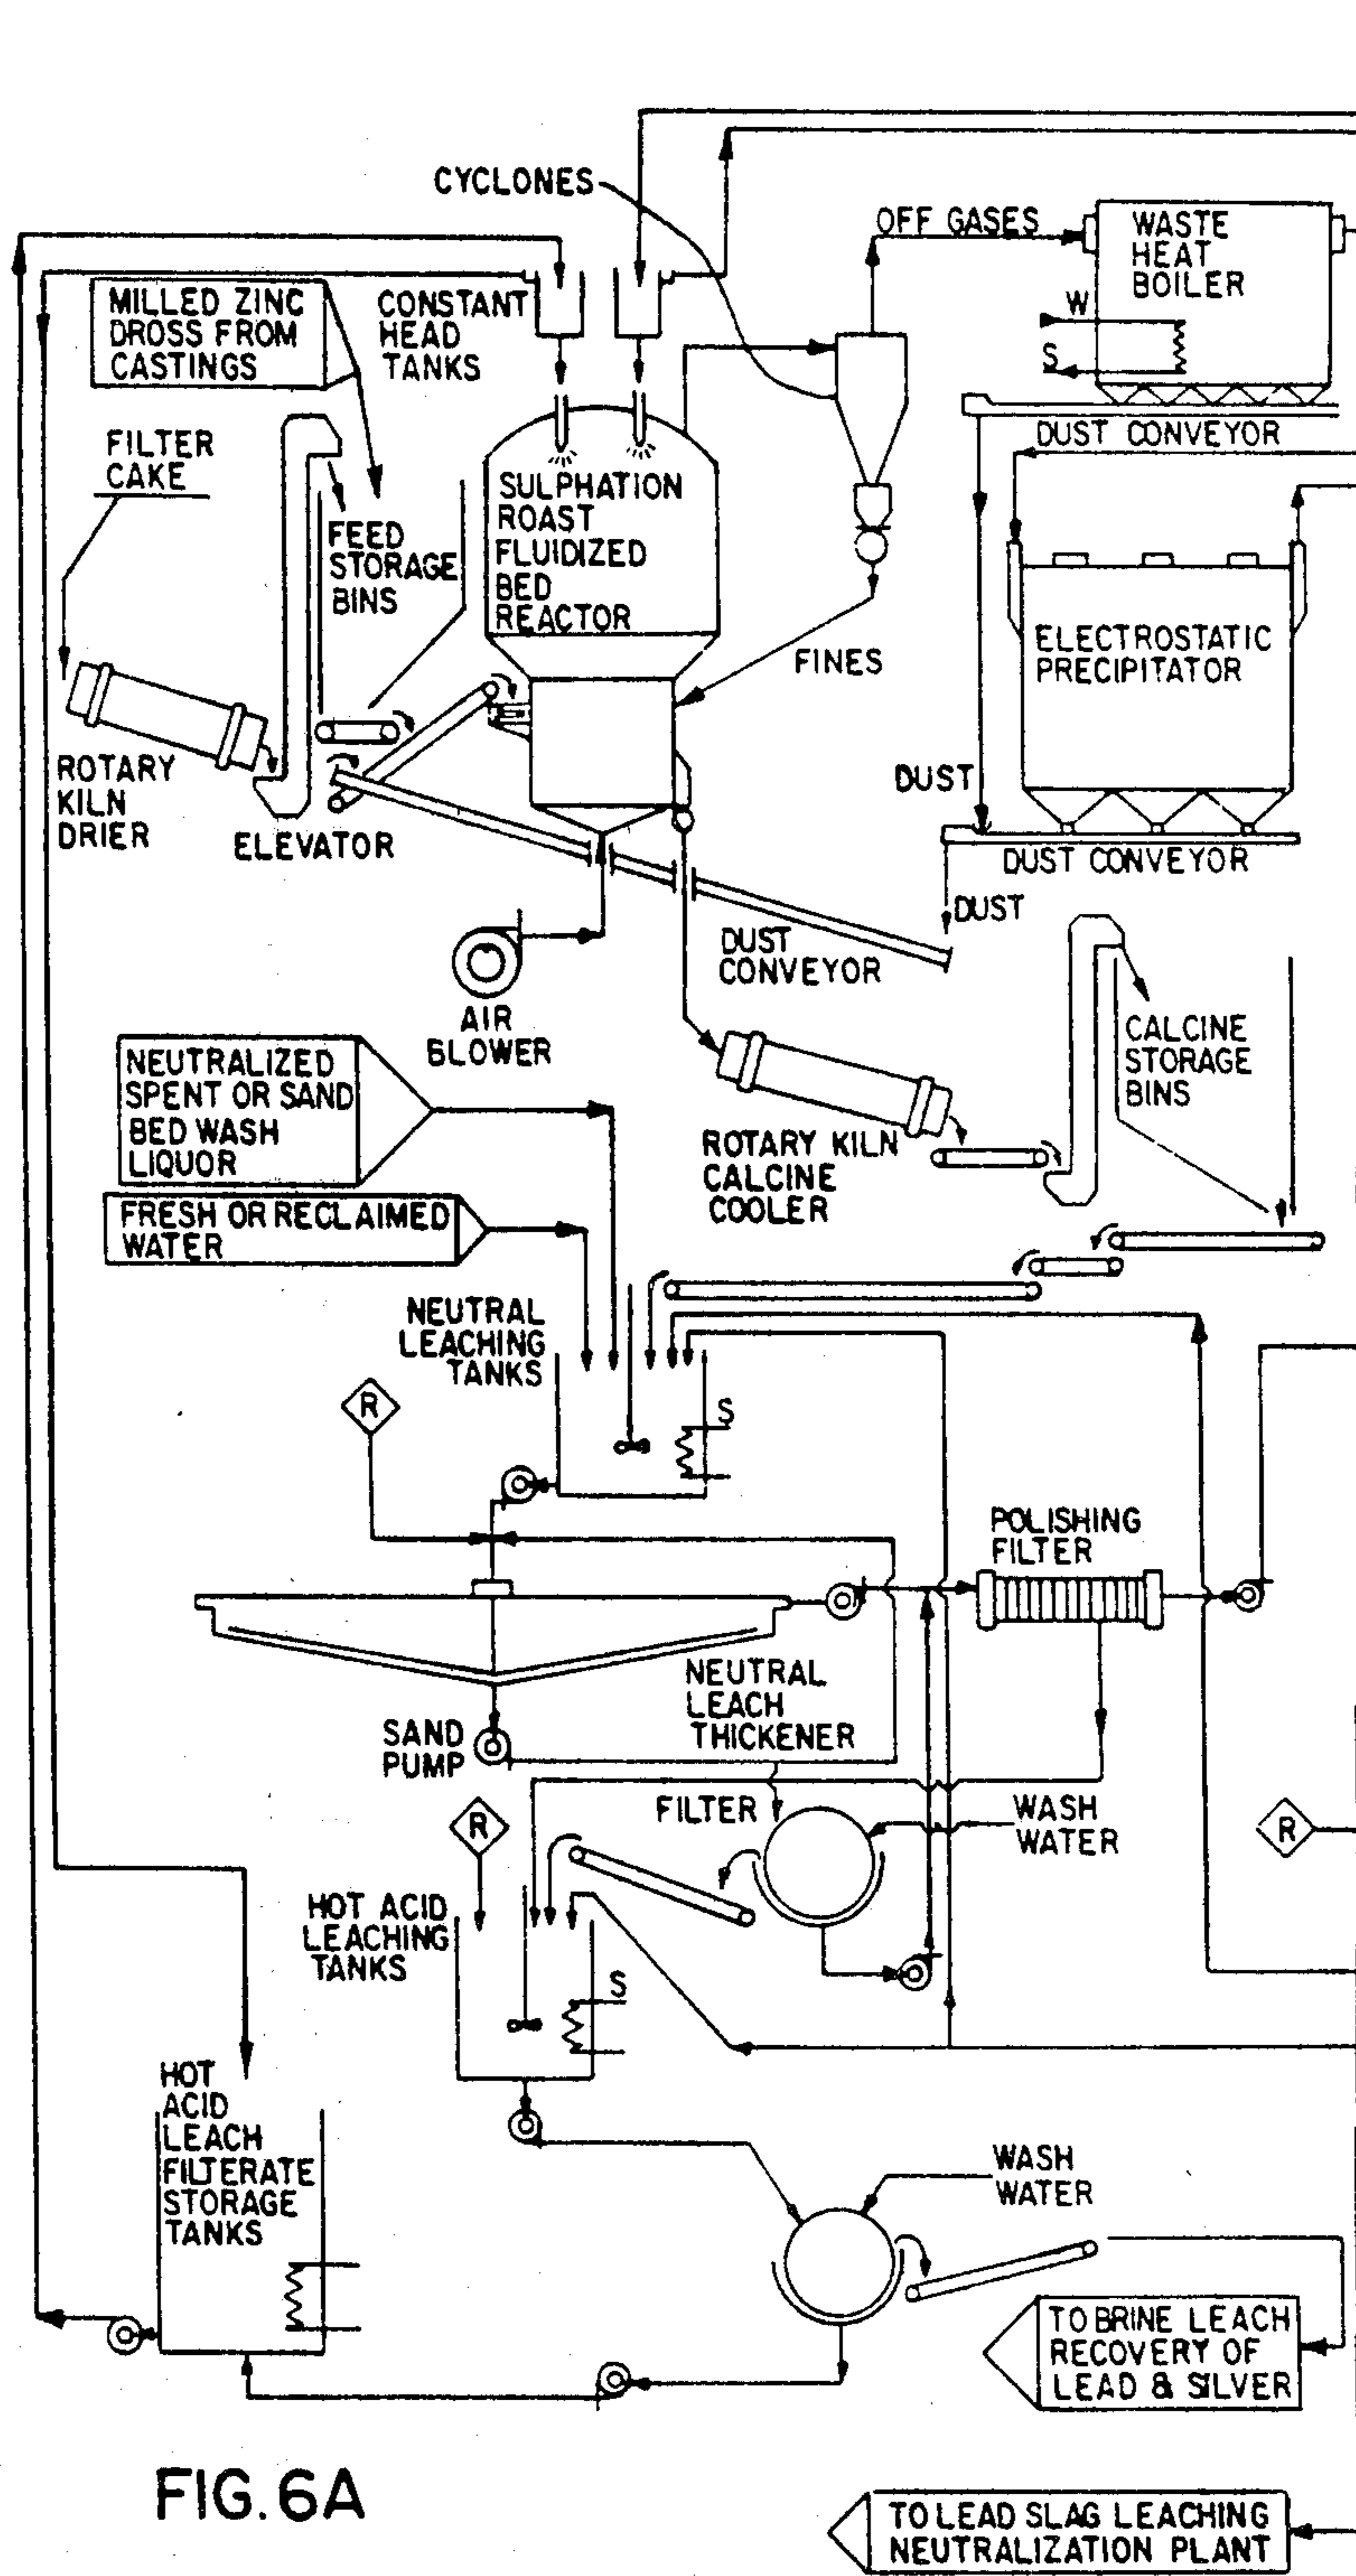 CYCLONES
OFF GASES
WASTE
HEAT
BOILER
W
S
MILLED ZINC
DROSS FROM
CASTINGS
CONSTANT
HEAD
TANKS
DUST CONVEYOR
FILTER
CAKE
FEED
STORAGE
BINS
SULPHATION
ROAST
FLUIDIZED
BED
REACTOR
FINES
ELECTROSTATIC
PRECIPITATOR
ROTARY
KILN
DRIER
ELEVATOR
DUST
DUST CONVEYOR
DUST
DUST
CONVEYOR
AIR
BLOWER
CALCINE
STORAGE
BINS
NEUTRALIZED
SPENT OR SAND
BED WASH
LIQUOR
ROTARY KILN
CALCINE
COOLER
FRESH OR RECLAIMED
WATER
NEUTRAL
LEACHING
TANKS
R
S
POLISHING
FILTER
NEUTRAL
LEACH
THICKENER
SAND
PUMP
R
FILTER
WASH
WATER
R
HOT ACID
LEACHING
TANKS
S
HOT
ACID
LEACH
FILTERATE
STORAGE
TANKS
WASH
WATER
TO BRINE LEACH
RECOVERY OF
LEAD & SILVER
FIG. 6A
TO LEAD SLAG LEACHING
NEUTRALIZATION PLANT